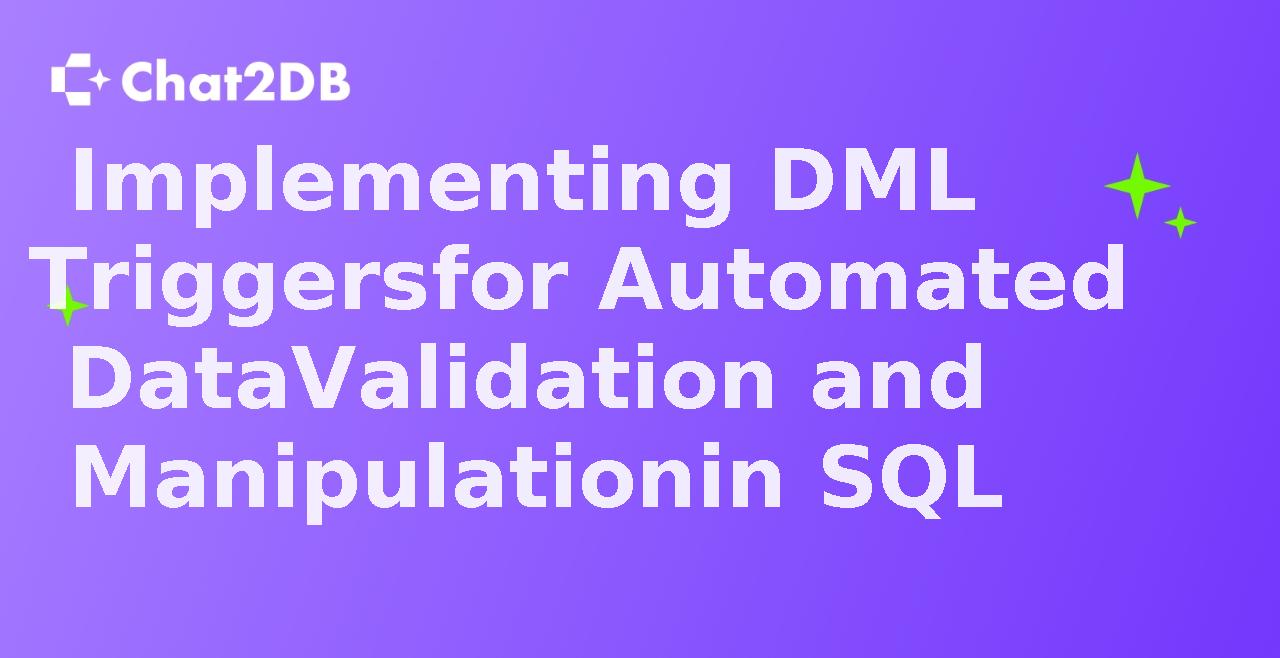 Chat2DB
Implementing DML
Triggersfor Automated
DataValidation and
Manipulationin SQL